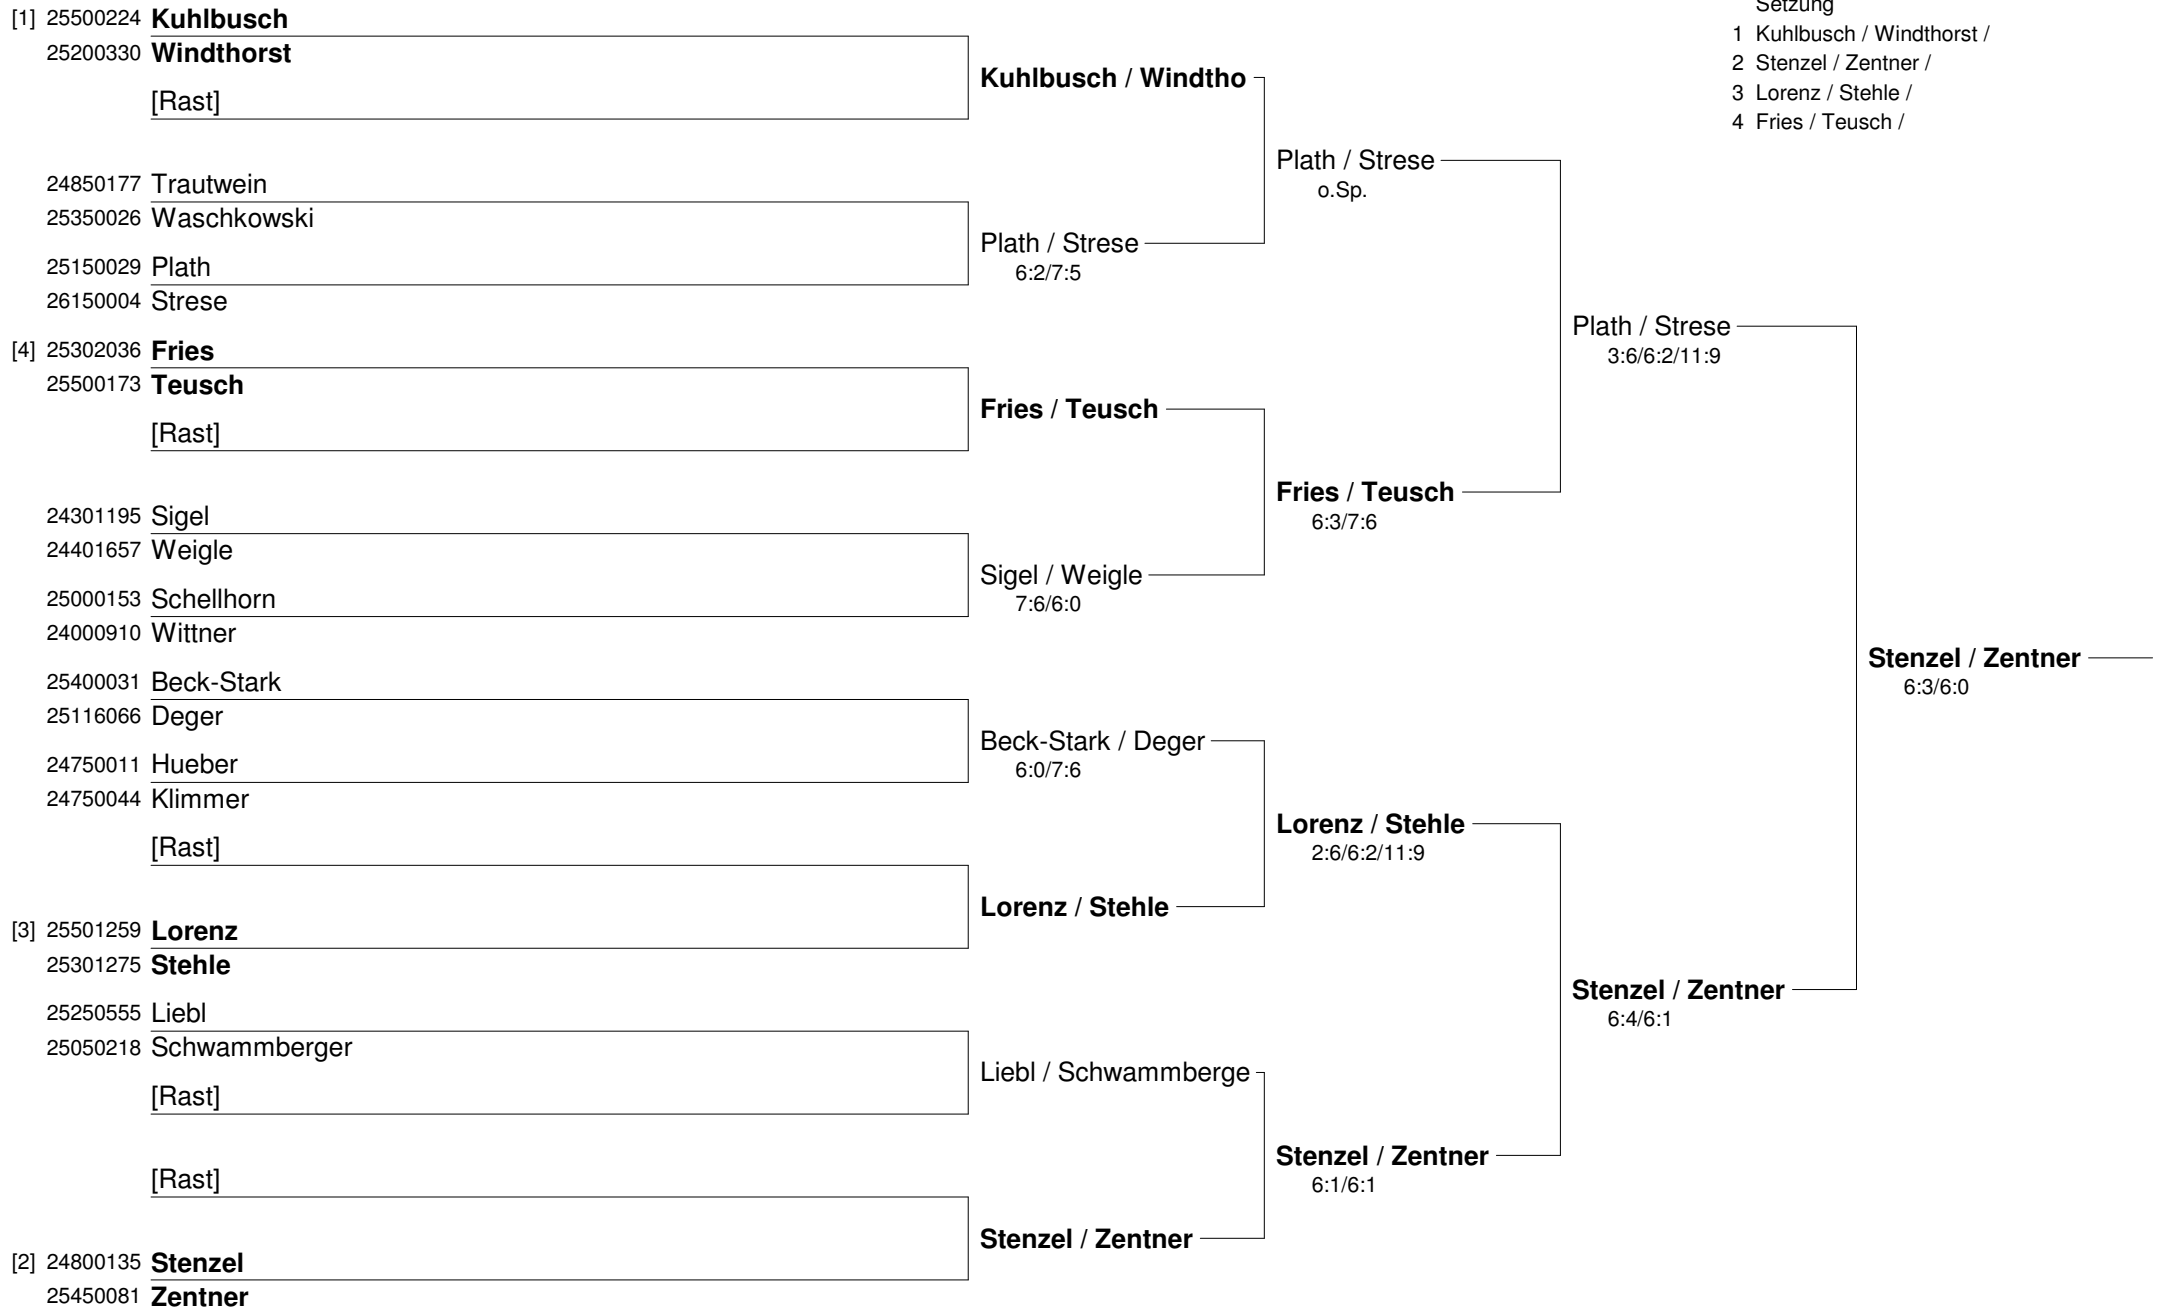 [1] 25500224 Kuhlbusch
25200330 Windthorst
[Rast]
24850177 Trautwein
25350026 Waschkowski
25150029 Plath
26150004 Strese
[4] 25302036 Fries
25500173 Teusch
[Rast]
24301195 Sigel
24401657 Weigle
25000153 Schellhorn
24000910 Wittner
25400031 Beck-Stark
25116066 Deger
24750011 Hueber
24750044 Klimmer
[Rast]
[3] 25501259 Lorenz
25301275 Stehle
25250555 Liebl
25050218 Schwammberger
[Rast]
[Rast]
[2] 24800135 Stenzel
25450081 Zentner
Kuhlbusch / Windtho
Plath / Strese
6:2/7:5
Fries / Teusch
Sigel / Weigle
7:6/6:0
Beck-Stark / Deger
6:0/7:6
Lorenz / Stehle
Liebl / Schwammberge
Stenzel / Zentner
Plath / Strese
o.Sp.
Fries / Teusch
6:3/7:6
Lorenz / Stehle
2:6/6:2/11:9
Stenzel / Zentner
6:1/6:1
Plath / Strese
3:6/6:2/11:9
Stenzel / Zentner
6:4/6:1
Stenzel / Zentner
6:3/6:0
Setzung
1 Kuhlbusch / Windthorst /
2 Stenzel / Zentner /
3 Lorenz / Stehle /
4 Fries / Teusch /